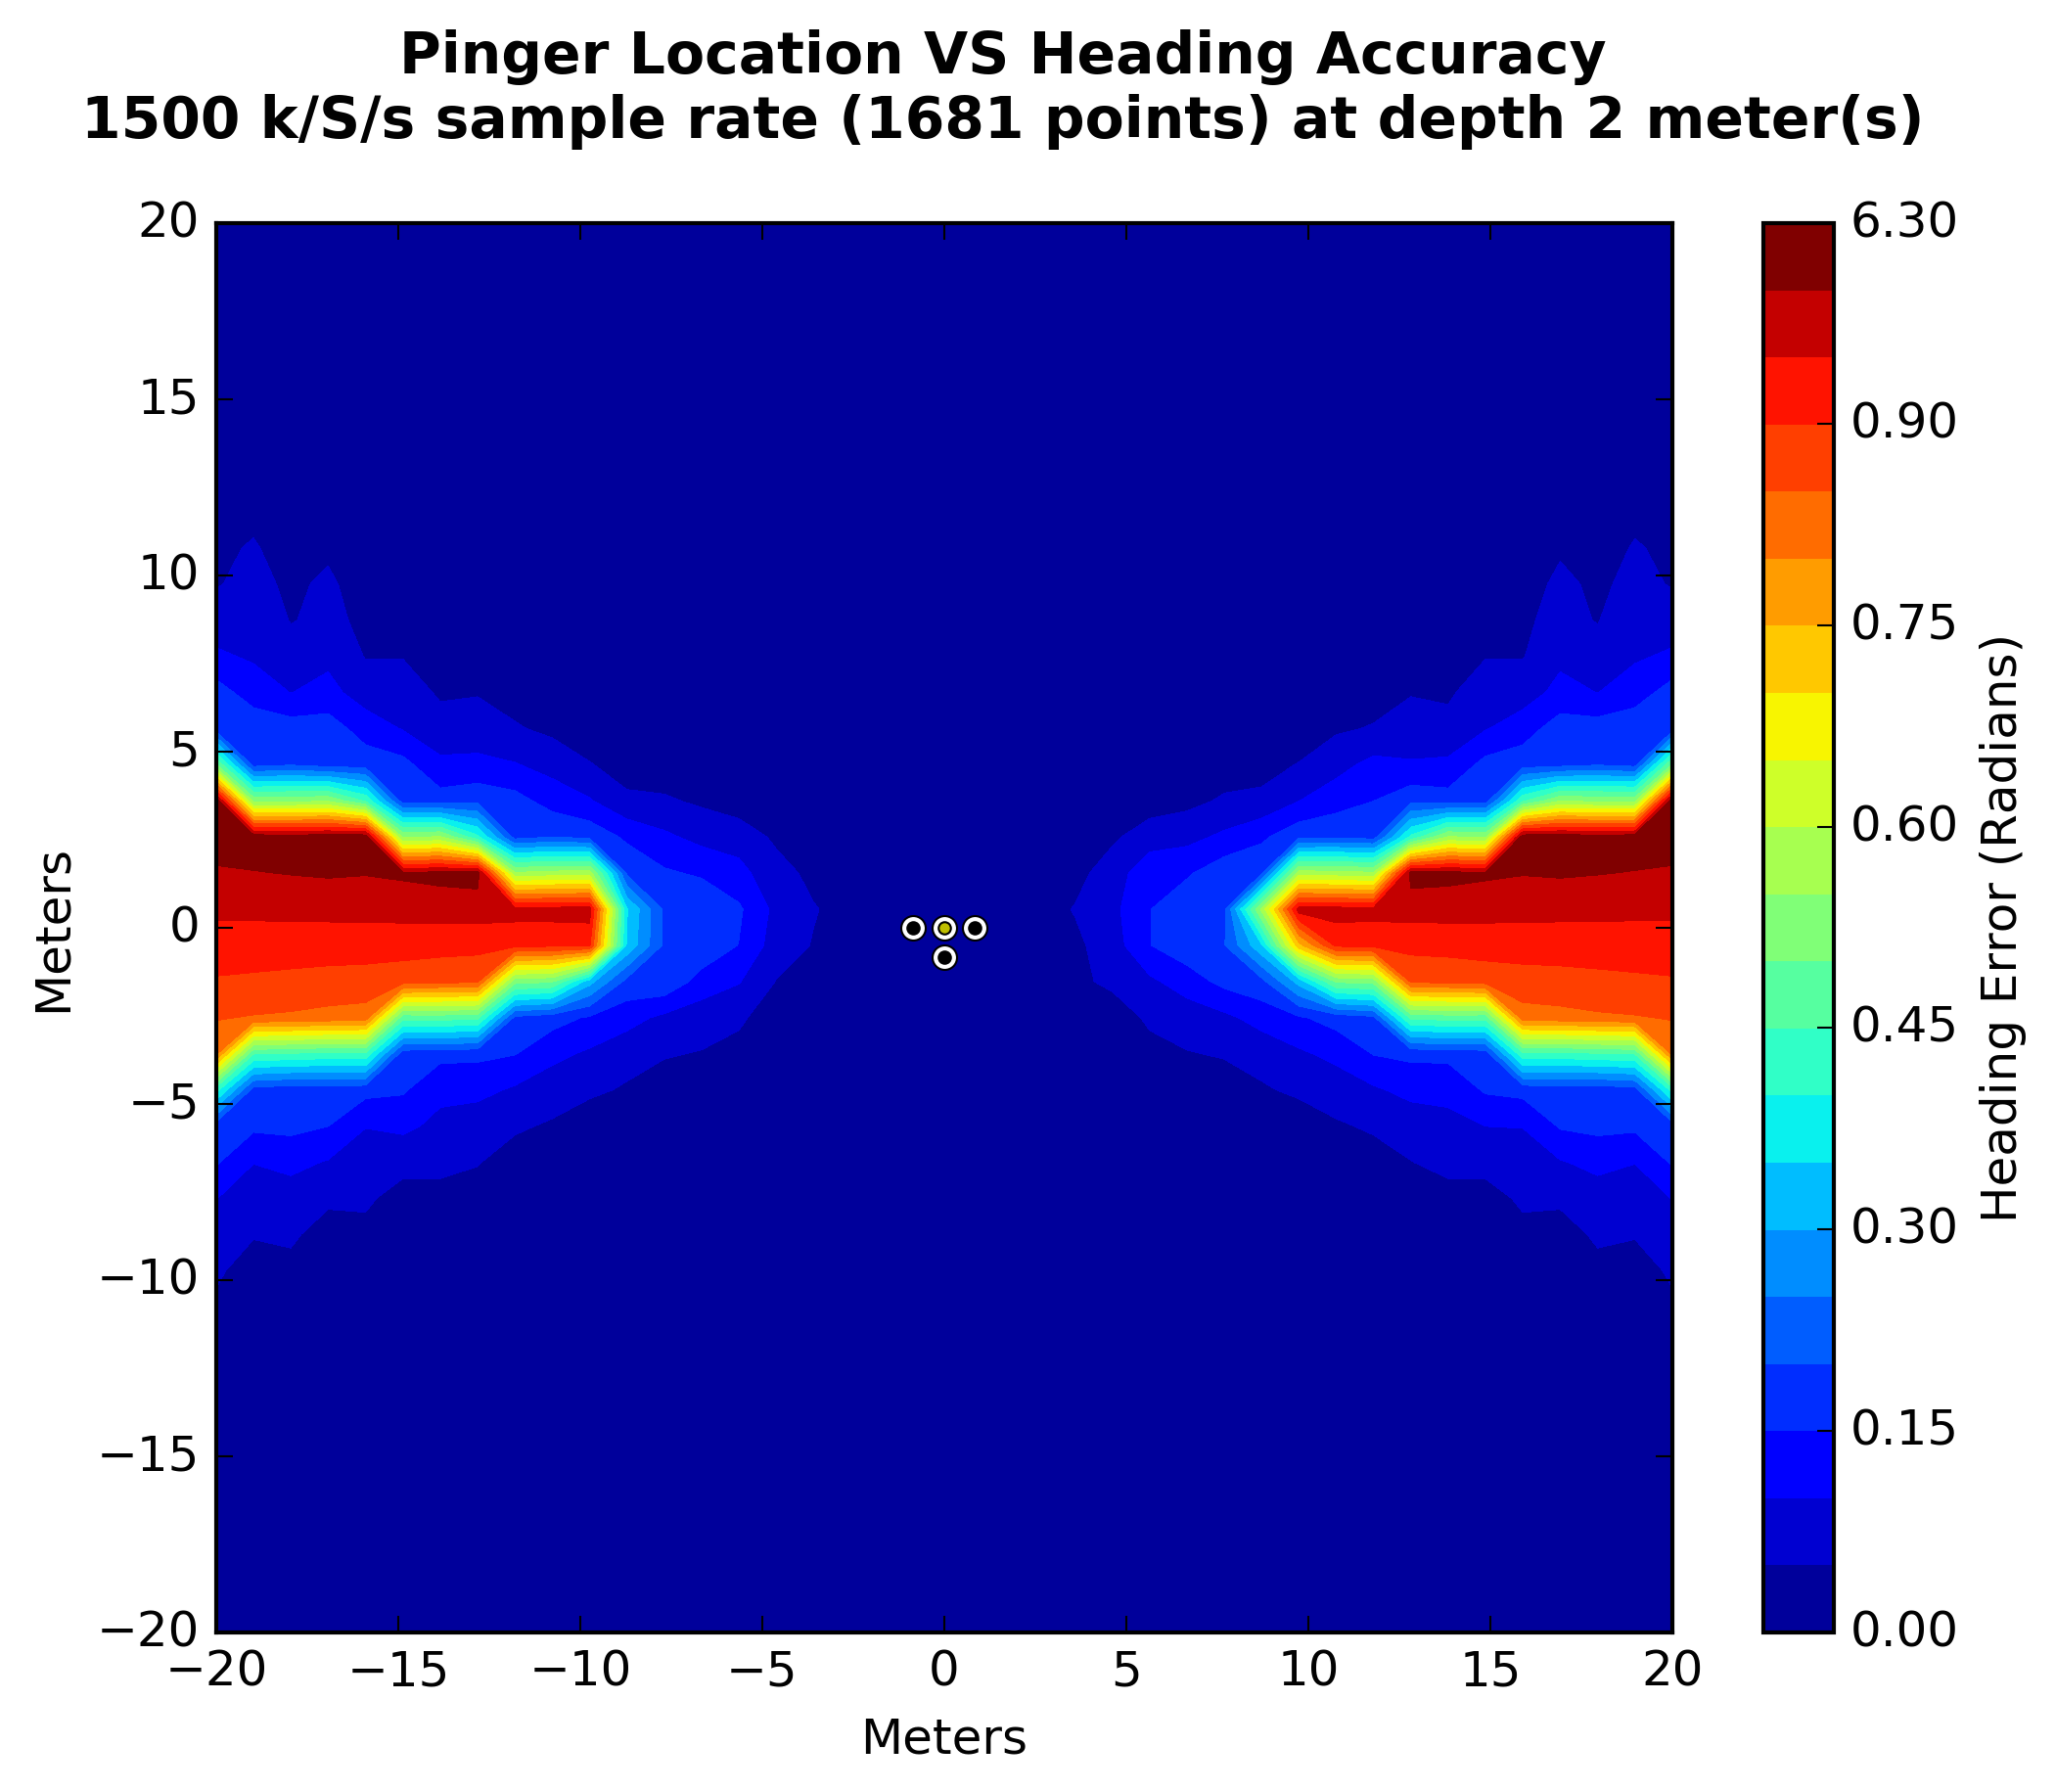 Pinger Location VS Heading Accuracy
1500 k/S/s sample rate (1681 points) at depth 2 meter(s)
20
15
10
5
0
−5
−10
−15
−20
Meters
−20 −15 −10 −5 0 5 10 15 20
Meters
6.30
0.90
0.75
0.60
0.45
0.30
0.15
0.00
Heading Error (Radians)